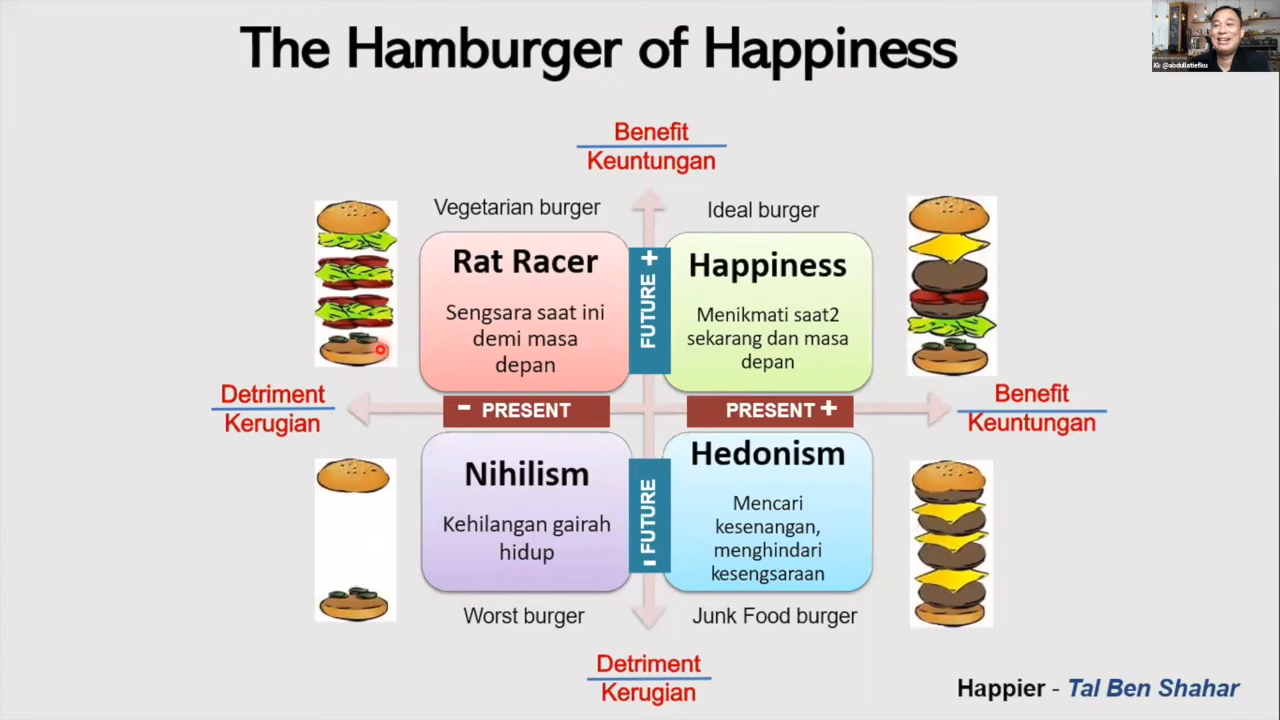 The Hamburger of Happiness
IG: @abdullatiefku
Benefit
Keuntungan
Vegetarian burger
Ideal burger
Rat Racer
Sengsara saat ini
demi masa
depan
FUTURE +
Happiness
Menikmati saat2
sekarang dan masa
depan
Detriment
Kerugian
- PRESENT
PRESENT +
Benefit
Keuntungan
Nihilism
Kehilangan gairah
hidup
- FUTURE
Hedonism
Mencari
kesenangan,
menghindari
kesengsaraan
Worst burger
Junk Food burger
Detriment
Kerugian
Happier - Tal Ben Shahar